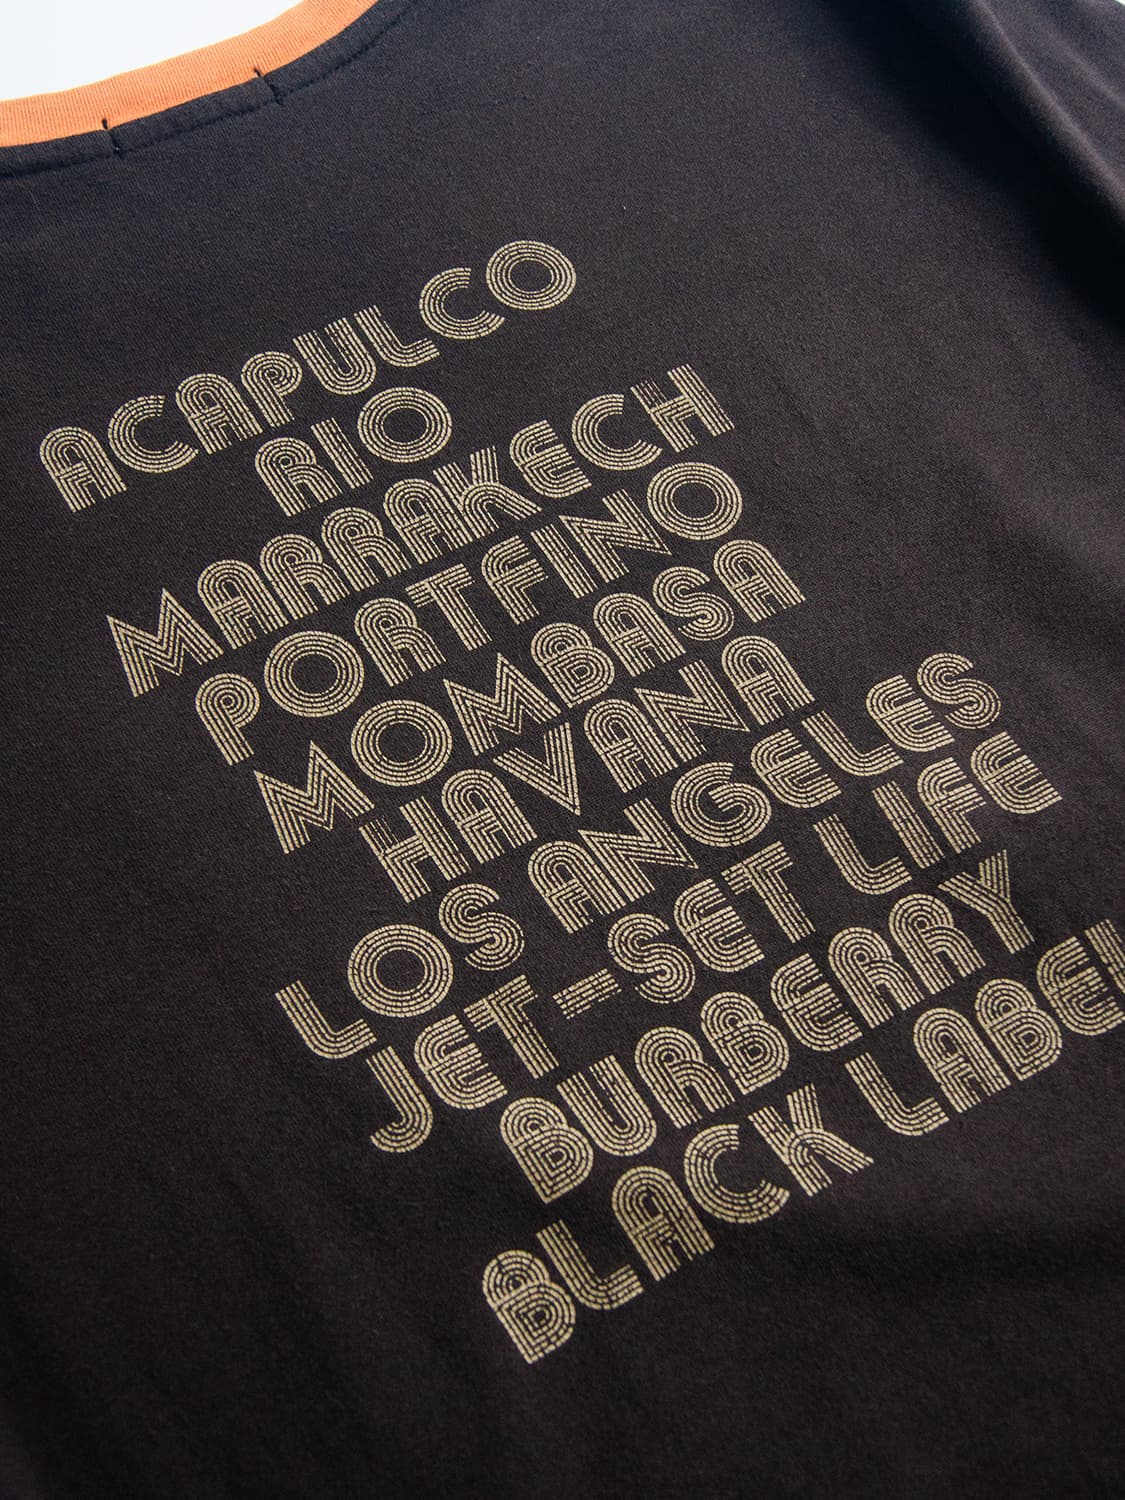 ACAPULCO
RIO
MARRAKECH
PORTFINO
MOMBASA
HAVANA
LOS ANGELES
JET-SET LIFE
BURBERRY
BLACK LABEL